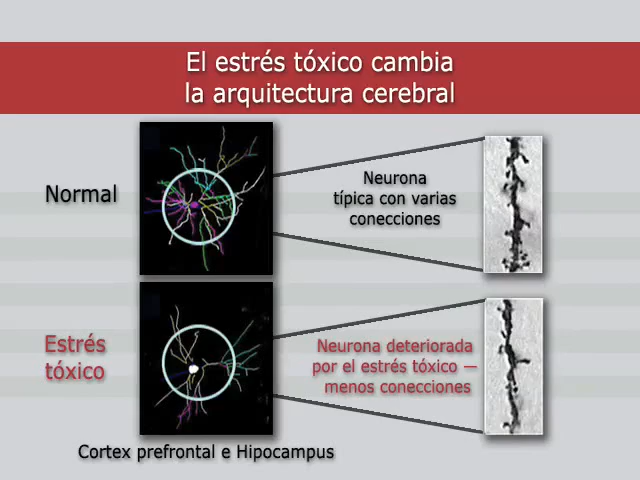 El estrés tóxico cambia
la arquitectura cerebral
Normal
Neurona
típica con varias
conecciones
Estrés
tóxico
Neurona deteriorada
por el estrés tóxico —
menos conecciones
Cortex prefrontal e Hipocampus